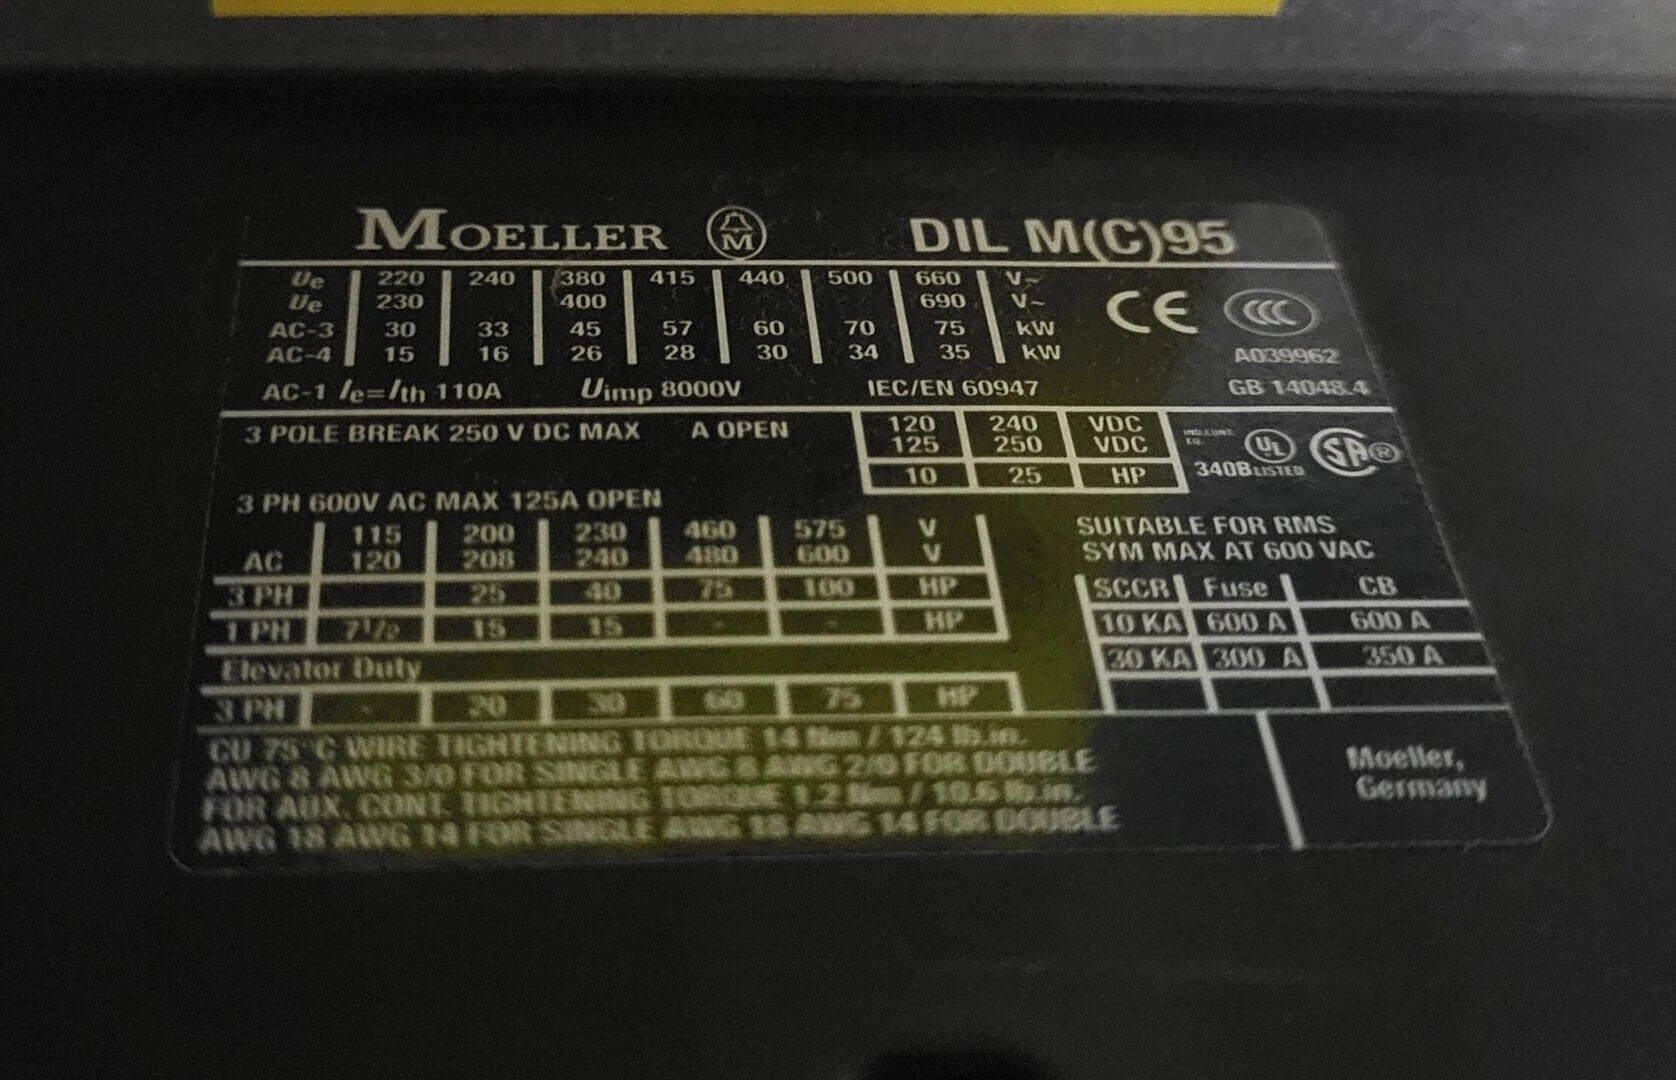 MOELLER M DIL M(C)95
Ue 220 240 380 415 440 500 660 V~
Ue 230 400 690 V~
AC-3 30 33 45 57 60 70 75 kW
AC-4 15 16 26 28 30 34 35 kW
CE CCC
A039962
AC-1 Ie=Ith 110A Uimp 8000V IEC/EN 60947 GB 14048.4
3 POLE BREAK 250 V DC MAX A OPEN
120 240 VDC
125 250 VDC
10 25 HP
IND.CONT.
EQ.
UL
340B LISTED
SA®
3 PH 600V AC MAX 125A OPEN
115 200 230 460 575 V
AC 120 208 240 480 600 V
3 PH 25 40 75 100 HP
1 PH 7 1/2 15 15 - - HP
Elevator Duty
3 PH - 20 30 60 75 HP
SUITABLE FOR RMS
SYM MAX AT 600 VAC
SCCR Fuse CB
10 KA 600 A 600 A
30 KA 300 A 350 A
CU 75°C WIRE TIGHTENING TORQUE 14 Nm / 124 lb.in.
AWG 8 AWG 3/0 FOR SINGLE AWG 8 AWG 2/0 FOR DOUBLE
FOR AUX. CONT. TIGHTENING TORQUE 1.2 Nm / 10.6 lb.in.
AWG 18 AWG 14 FOR SINGLE AWG 18 AWG 14 FOR DOUBLE
Moeller,
Germany